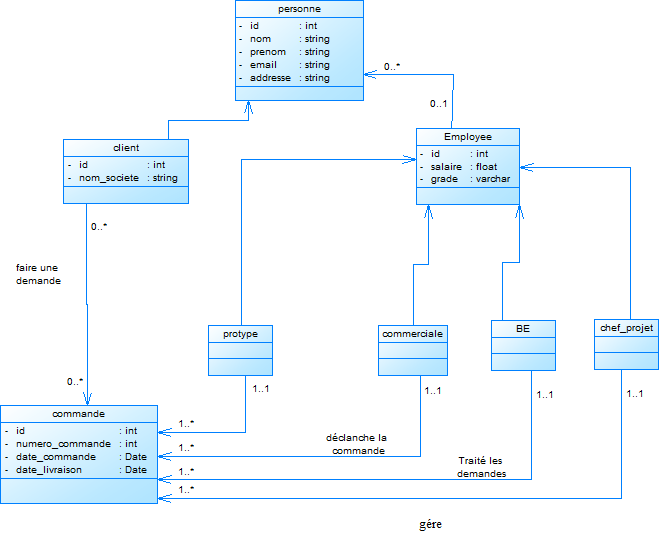 personne
- id : int
- nom : string
- prenom : string
- email : string
- addresse : string
0..*
0..1
client
- id : int
- nom_societe : string
Employee
- id : int
- salaire : float
- grade : varchar
0..*
faire une
demande
0..*
protype
commerciale
BE
chef_projet
1..1
1..1
1..1
1..1
commande
- id : int
- numero_commande : int
- date_commande : Date
- date_livraison : Date
1..*
1..*
1..*
1..*
déclanche la
commande
Traité les
demandes
gére